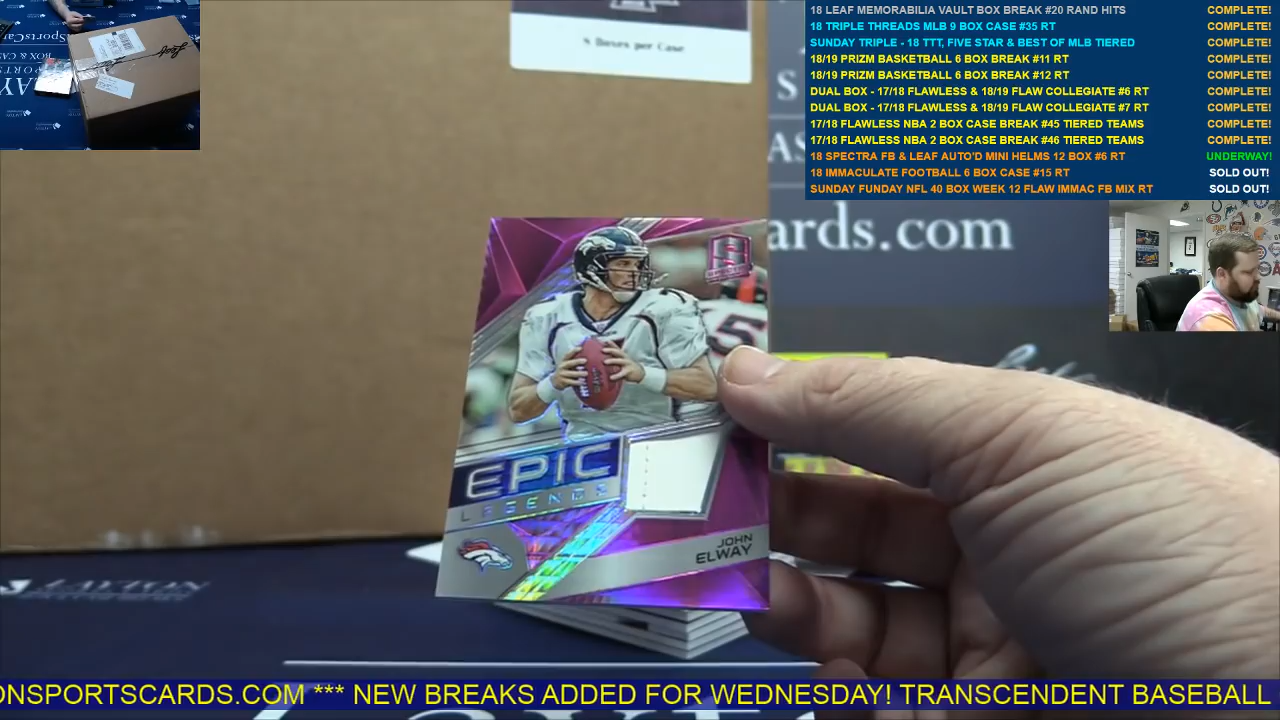 18 LEAF MEMORABILIA VAULT BOX BREAK #20 RAND HITS COMPLETE!
18 TRIPLE THREADS MLB 9 BOX CASE #35 RT COMPLETE!
SUNDAY TRIPLE - 18 TTT, FIVE STAR & BEST OF MLB TIERED COMPLETE!
18/19 PRIZM BASKETBALL 6 BOX BREAK #11 RT COMPLETE!
18/19 PRIZM BASKETBALL 6 BOX BREAK #12 RT COMPLETE!
DUAL BOX - 17/18 FLAWLESS & 18/19 FLAW COLLEGIATE #6 RT COMPLETE!
DUAL BOX - 17/18 FLAWLESS & 18/19 FLAW COLLEGIATE #7 RT COMPLETE!
17/18 FLAWLESS NBA 2 BOX CASE BREAK #45 TIERED TEAMS COMPLETE!
17/18 FLAWLESS NBA 2 BOX CASE BREAK #46 TIERED TEAMS COMPLETE!
18 SPECTRA FB & LEAF AUTO'D MINI HELMS 12 BOX #6 RT UNDERWAY!
18 IMMACULATE FOOTBALL 6 BOX CASE #15 RT SOLD OUT!
SUNDAY FUNDAY NFL 40 BOX WEEK 12 FLAW IMMAC FB MIX RT SOLD OUT!
Boxes per Case
ards.com
EPIC
LEGENDS
JOHN
ELWAY
ONSPORTSCARDS.COM *** NEW BREAKS ADDED FOR WEDNESDAY! TRANSCENDENT BASEBALL